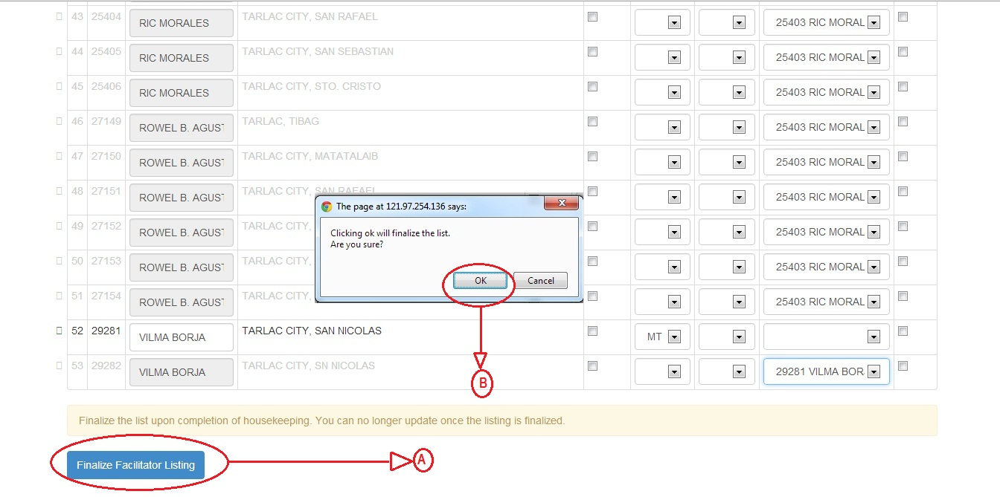 43 25404 RIC MORALES TARLAC CITY, SAN RAFAEL 25403 RIC MORAL
44 25405 RIC MORALES TARLAC CITY, SAN SEBASTIAN 25403 RIC MORAL
45 25406 RIC MORALES TARLAC CITY, STO. CRISTO 25403 RIC MORAL
46 27149 ROWEL B. AGUST TARLAC, TIBAG 25403 RIC MORAL
47 27150 ROWEL B. AGUST TARLAC CITY, MATATALAIB 25403 RIC MORAL
48 27151 ROWEL B. AGUST TARLAC CITY, SAN RAFAEL 25403 RIC MORAL
49 27152 ROWEL B. AGUST TARLAC CITY, 25403 RIC MORAL
50 27153 ROWEL B. AGUST TARLAC CITY, 25403 RIC MORAL
51 27154 ROWEL B. AGUST TARLAC CITY, 25403 RIC MORAL
52 29281 VILMA BORJA TARLAC CITY, SAN NICOLAS MT
53 29282 VILMA BORJA TARLAC CITY, SN NICOLAS 29281 VILMA BOR
The page at 121.97.254.136 says:
Clicking ok will finalize the list.
Are you sure?
OK Cancel
B
Finalize the list upon completion of housekeeping. You can no longer update once the listing is finalized.
Finalize Facilitator Listing
A